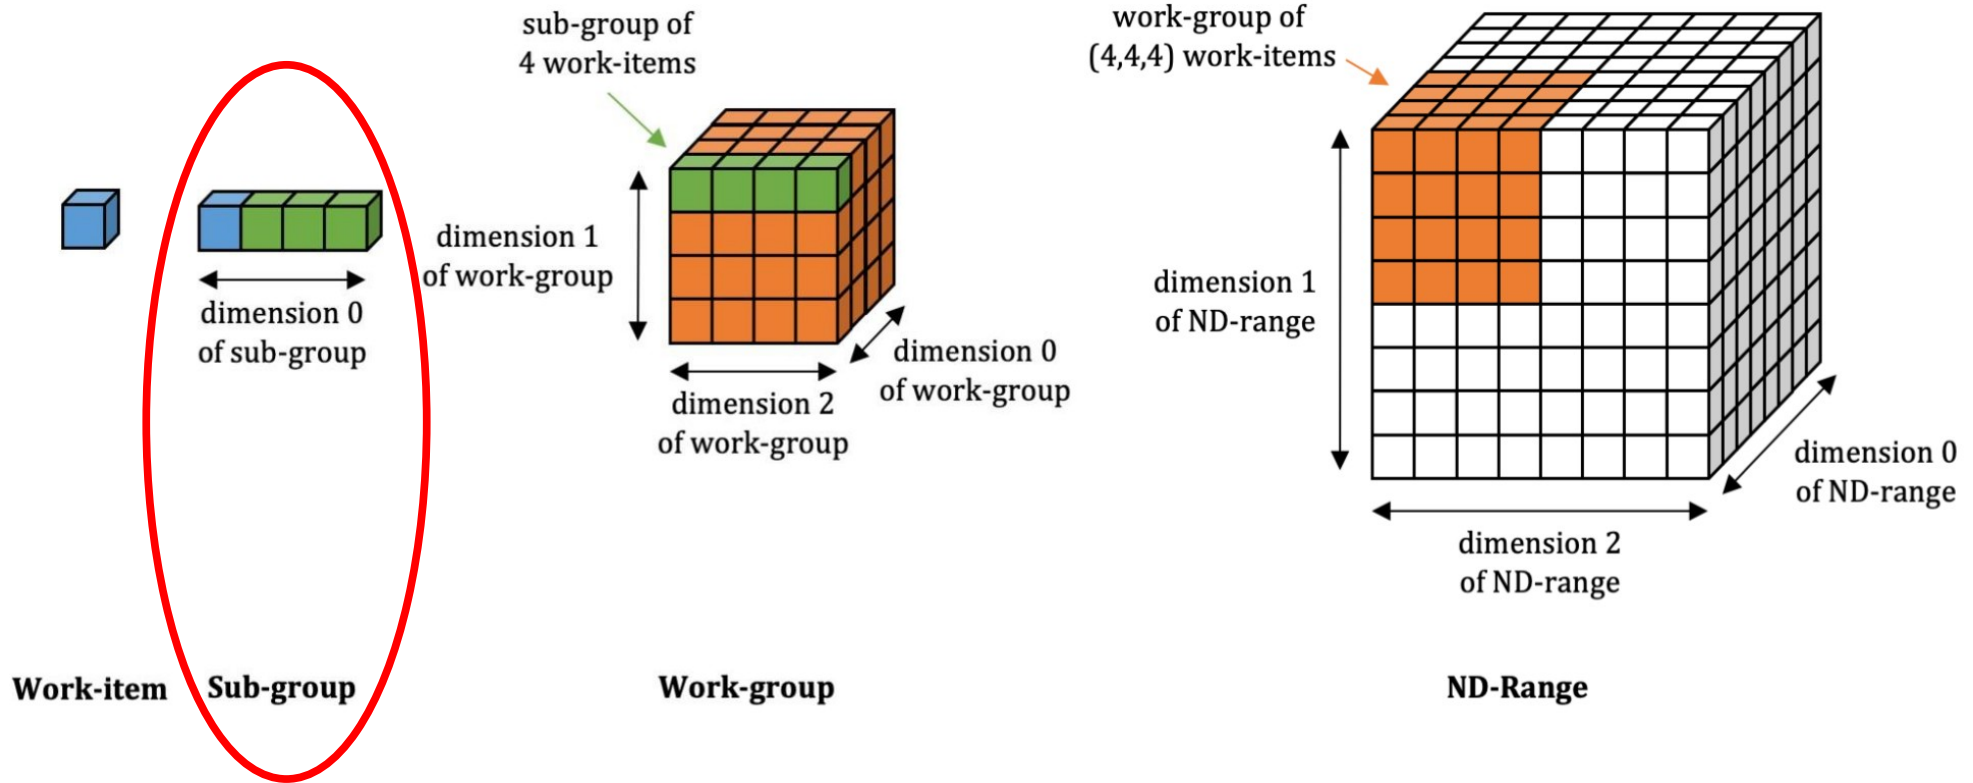 sub-group of
4 work-items
work-group of
(4,4,4) work-items
dimension 0
of sub-group
dimension 1
of work-group
dimension 2
of work-group
dimension 0
of work-group
dimension 1
of ND-range
dimension 2
of ND-range
dimension 0
of ND-range
Work-item
Sub-group
Work-group
ND-Range